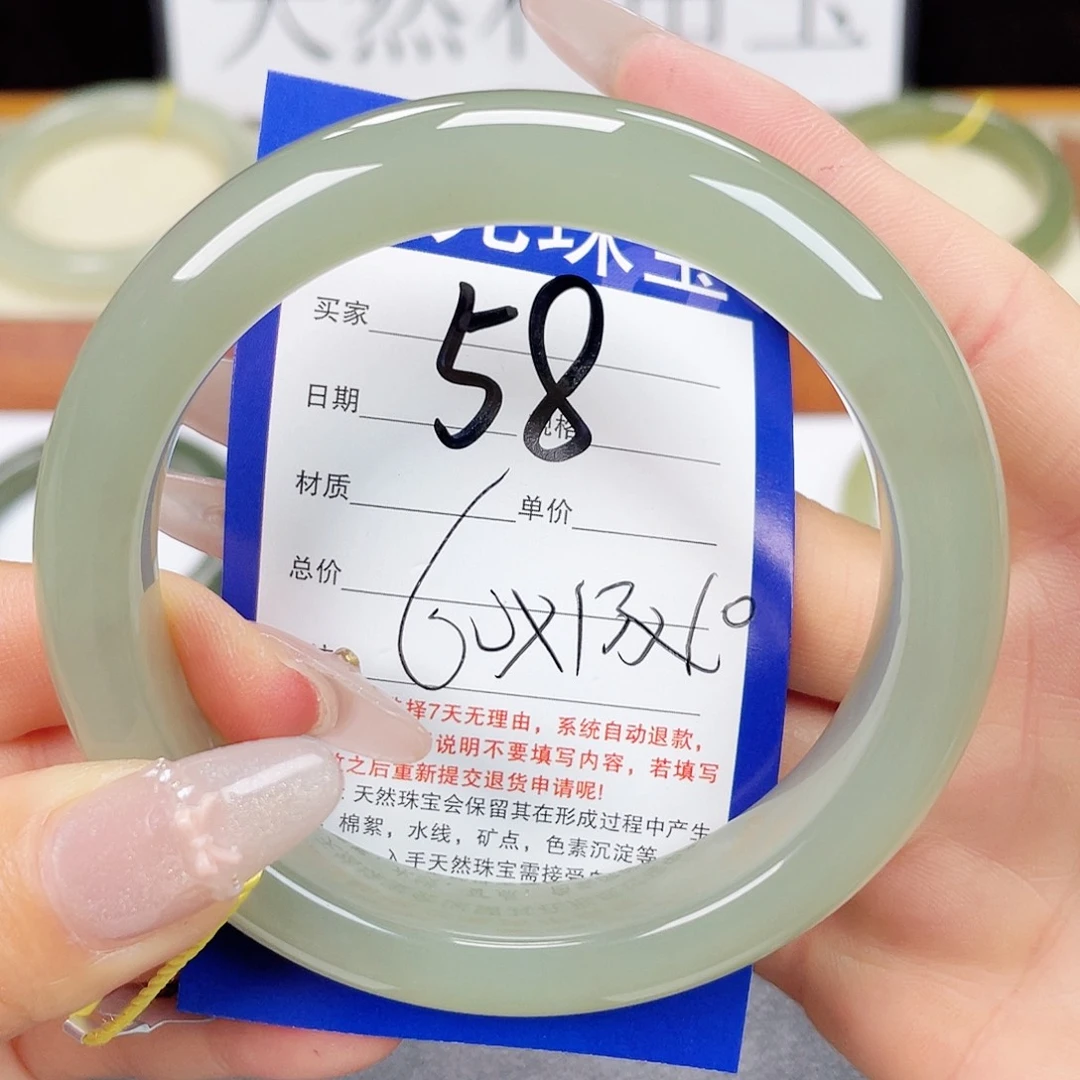 天然和田玉
珠宝
买家
58
日期 规格
材质 单价
总价
60x13x10
择7天无理由，系统自动退款，
说明不要填写内容，若填写
之后重新提交退货申请呢!
：天然珠宝会保留其在形成过程中产生
棉絮，水线，矿点，色素沉淀等
入手天然珠宝需接受